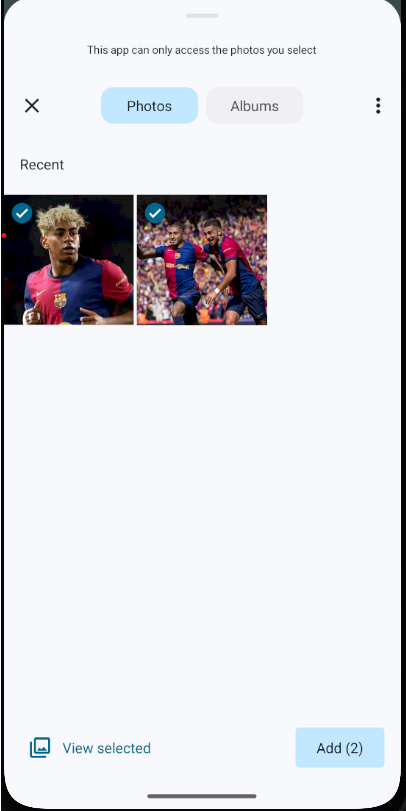 This app can only access the photos you select
Photos
Albums
Recent
View selected
Add (2)